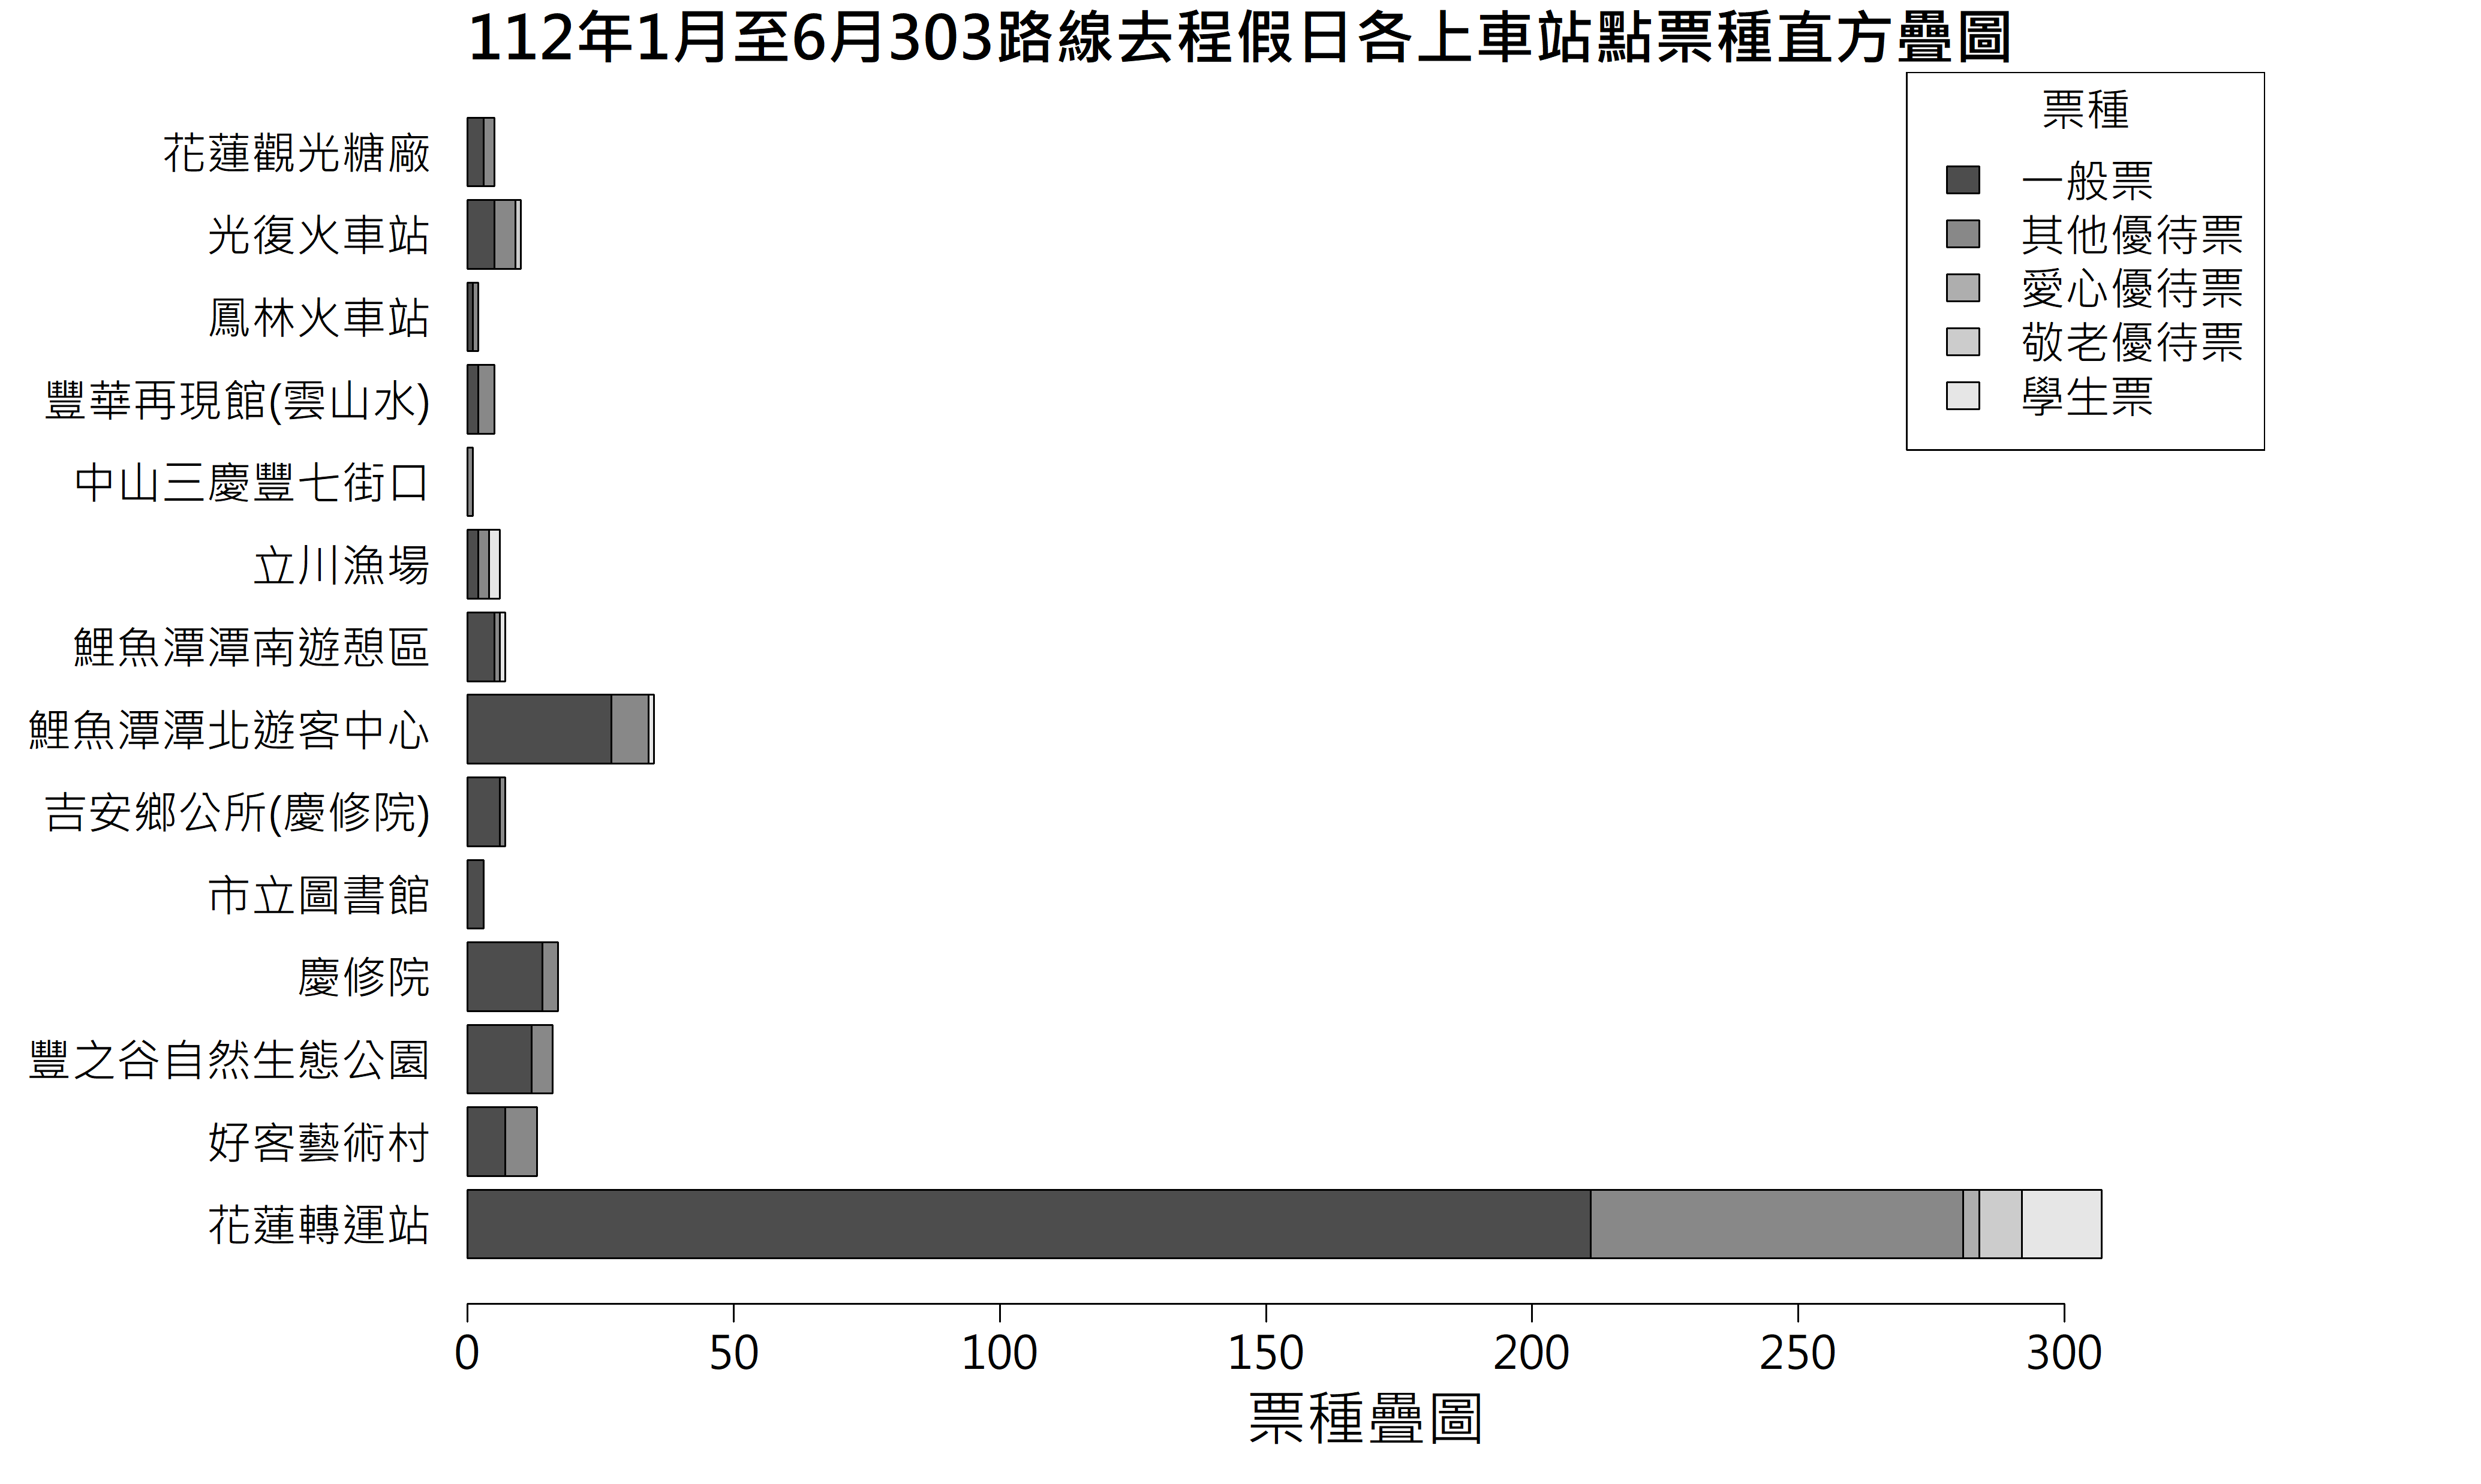 112年1月至6月303路線去程假日各上車站點票種直方疊圖
票種
一般票
其他優待票
愛心優待票
敬老優待票
學生票
花蓮觀光糖廠
光復火車站
鳳林火車站
豐華再現館(雲山水)
中山三慶豐七街口
立川漁場
鯉魚潭潭南遊憩區
鯉魚潭潭北遊客中心
吉安鄉公所(慶修院)
市立圖書館
慶修院
豐之谷自然生態公園
好客藝術村
花蓮轉運站
0 50 100 150 200 250 300
票種疊圖